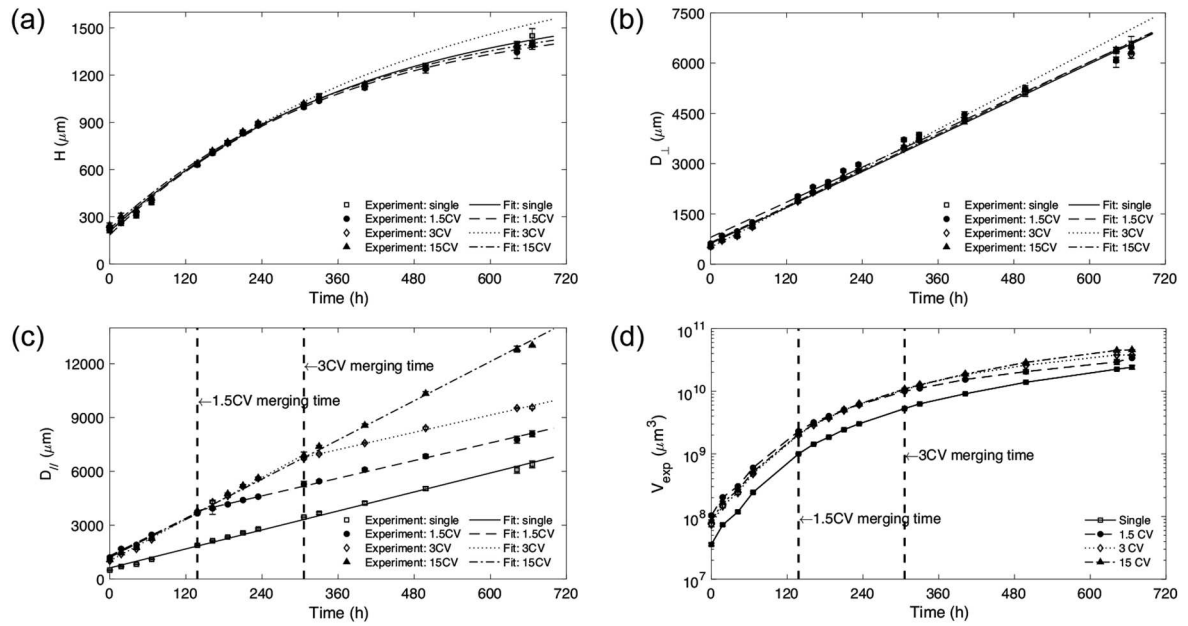 (a)
H (μm)
1500
1200
900
600
300
0
Experiment: single
Experiment: 1.5CV
Experiment: 3CV
Experiment: 15CV
Fit: single
Fit: 1.5CV
Fit: 3CV
Fit: 15CV
0 120 240 360 480 600 720
Time (h)
(b)
D⊥ (μm)
7500
6000
4500
3000
1500
0
Experiment: single
Experiment: 1.5CV
Experiment: 3CV
Experiment: 15CV
Fit: single
Fit: 1.5CV
Fit: 3CV
Fit: 15CV
0 120 240 360 480 600 720
Time (h)
(c)
D// (μm)
12000
9000
6000
3000
0
←3CV merging time
←1.5CV merging time
Experiment: single
Experiment: 1.5CV
Experiment: 3CV
Experiment: 15CV
Fit: single
Fit: 1.5CV
Fit: 3CV
Fit: 15CV
0 120 240 360 480 600 720
Time (h)
(d)
Vexp (μm³)
10¹¹
10¹⁰
10⁹
10⁸
10⁷
←3CV merging time
←1.5CV merging time
Single
1.5 CV
3 CV
15 CV
0 120 240 360 480 600 720
Time (h)